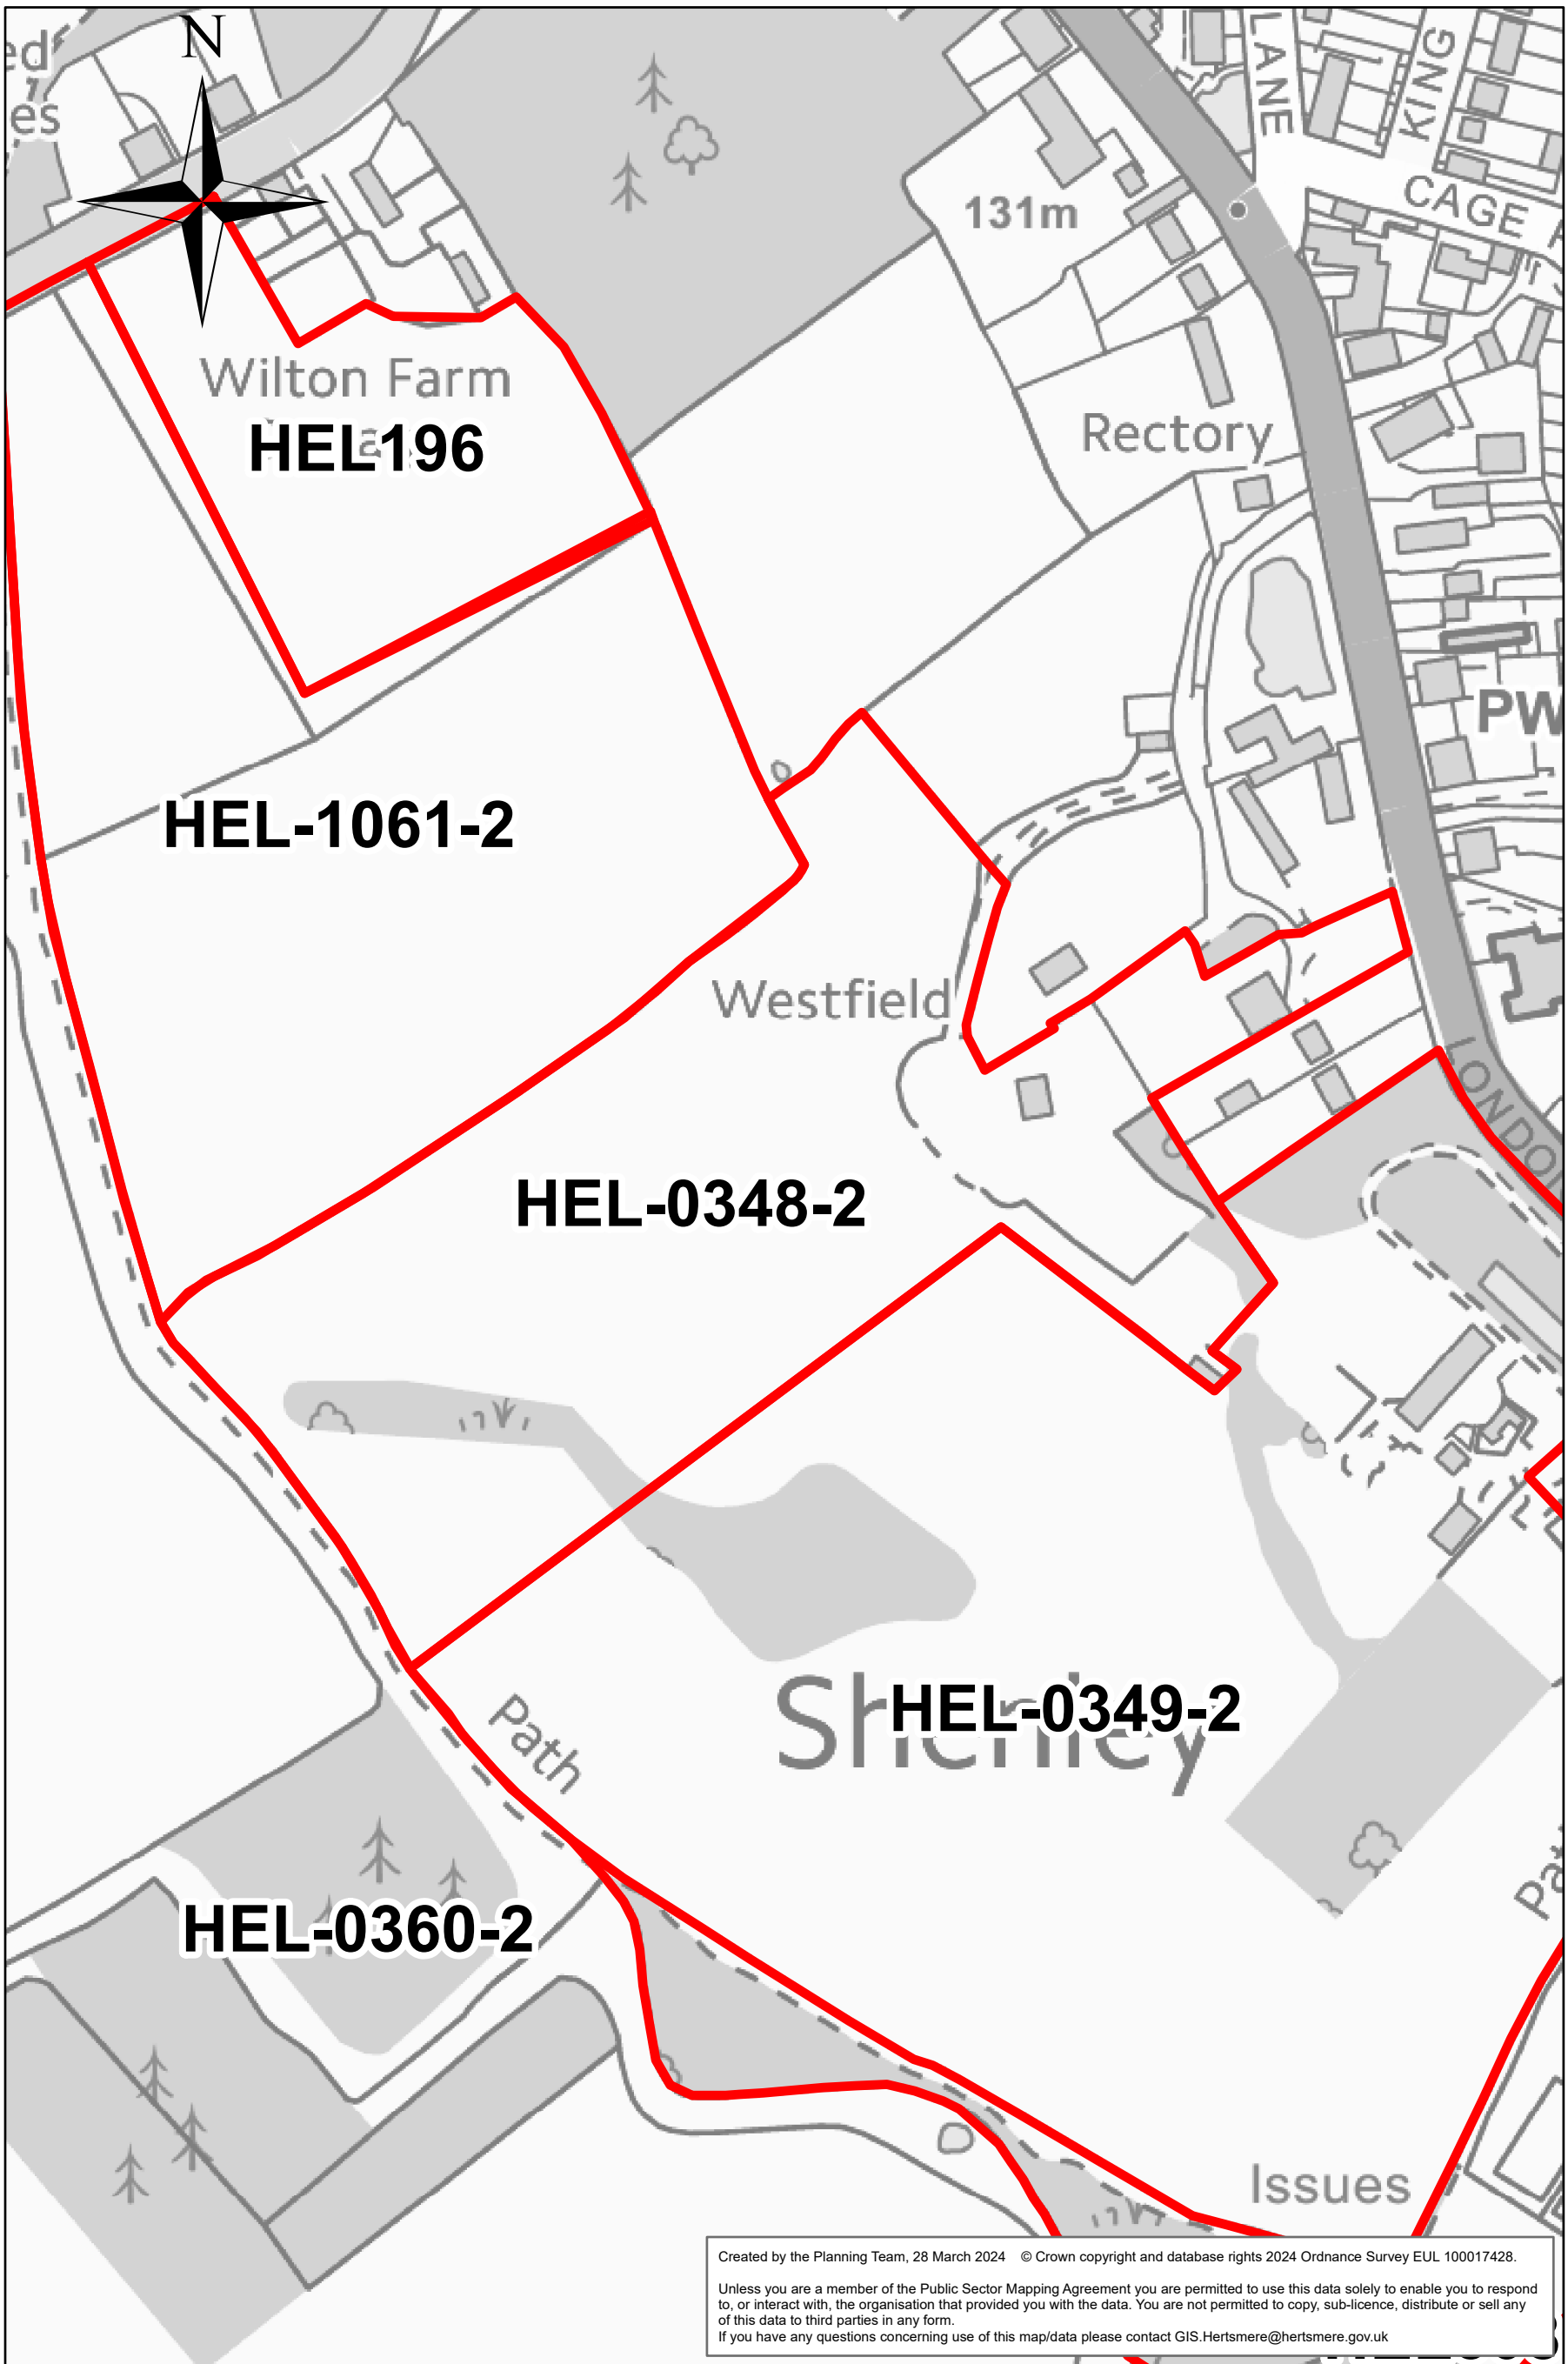 N
ed
es
LANE
KING
CAGE
131m
Wilton Farm
HEL196
Rectory
PW
HEL-1061-2
Westfield
LONDO
HEL-0348-2
Shenley
HEL-0349-2
Path
Pa
HEL-0360-2
Issues
Created by the Planning Team, 28 March 2024 © Crown copyright and database rights 2024 Ordnance Survey EUL 100017428.
Unless you are a member of the Public Sector Mapping Agreement you are permitted to use this data solely to enable you to respond
to, or interact with, the organisation that provided you with the data. You are not permitted to copy, sub-licence, distribute or sell any
of this data to third parties in any form.
If you have any questions concerning use of this map/data please contact GIS.Hertsmere@hertsmere.gov.uk